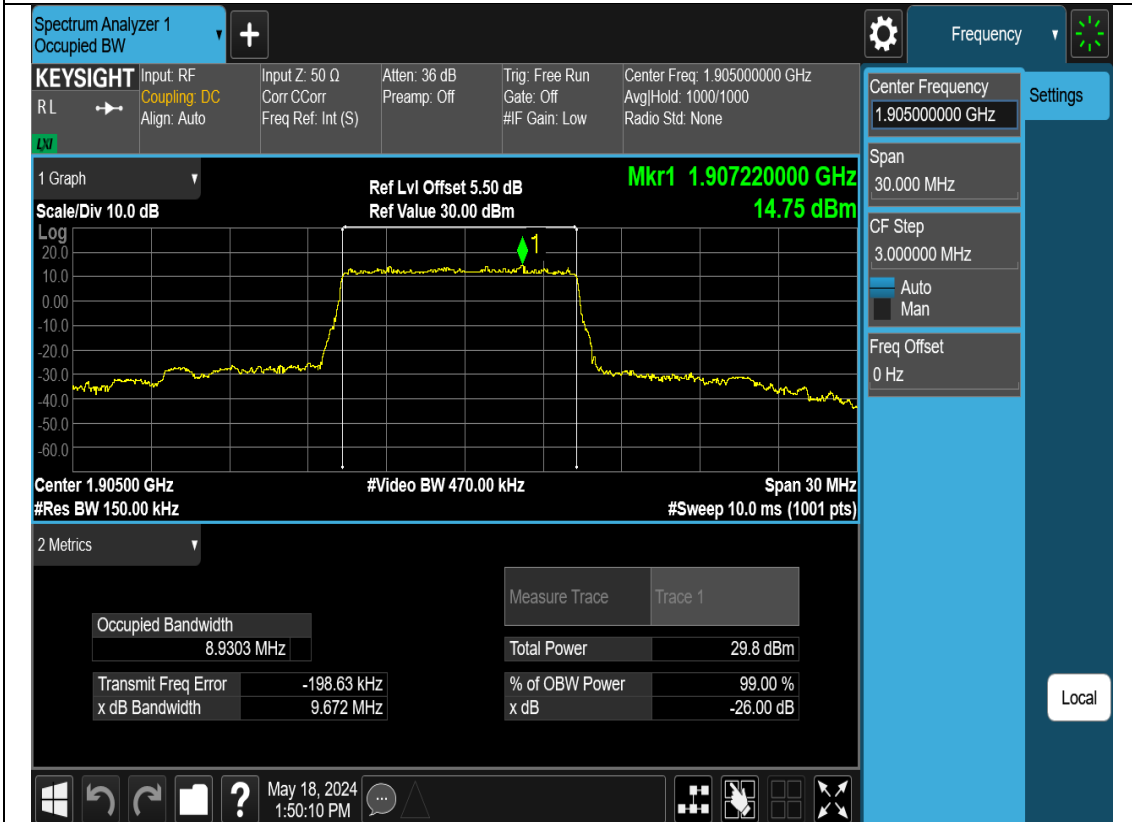 Spectrum Analyzer 1
Occupied BW
Frequency
KEYSIGHT
RL
LXI
Input: RF
Coupling: DC
Align: Auto
Input Z: 50 Ω
Corr CCorr
Freq Ref: Int (S)
Atten: 36 dB
Preamp: Off
Trig: Free Run
Gate: Off
#IF Gain: Low
Center Freq: 1.905000000 GHz
Avg|Hold: 1000/1000
Radio Std: None
Center Frequency
1.905000000 GHz
Settings
Span
30.000 MHz
CF Step
3.000000 MHz
Auto
Man
Freq Offset
0 Hz
Local
1 Graph
Scale/Div 10.0 dB
Ref Lvl Offset 5.50 dB
Ref Value 30.00 dBm
Mkr1 1.907220000 GHz
14.75 dBm
Log
20.0
10.0
0.00
-10.0
-20.0
-30.0
-40.0
-50.0
-60.0
1
Center 1.90500 GHz
#Res BW 150.00 kHz
#Video BW 470.00 kHz
Span 30 MHz
#Sweep 10.0 ms (1001 pts)
2 Metrics
Measure Trace Trace 1
Occupied Bandwidth
8.9303 MHz
Total Power 29.8 dBm
Transmit Freq Error -198.63 kHz
% of OBW Power 99.00 %
x dB Bandwidth 9.672 MHz
x dB -26.00 dB
?
May 18, 2024
1:50:10 PM